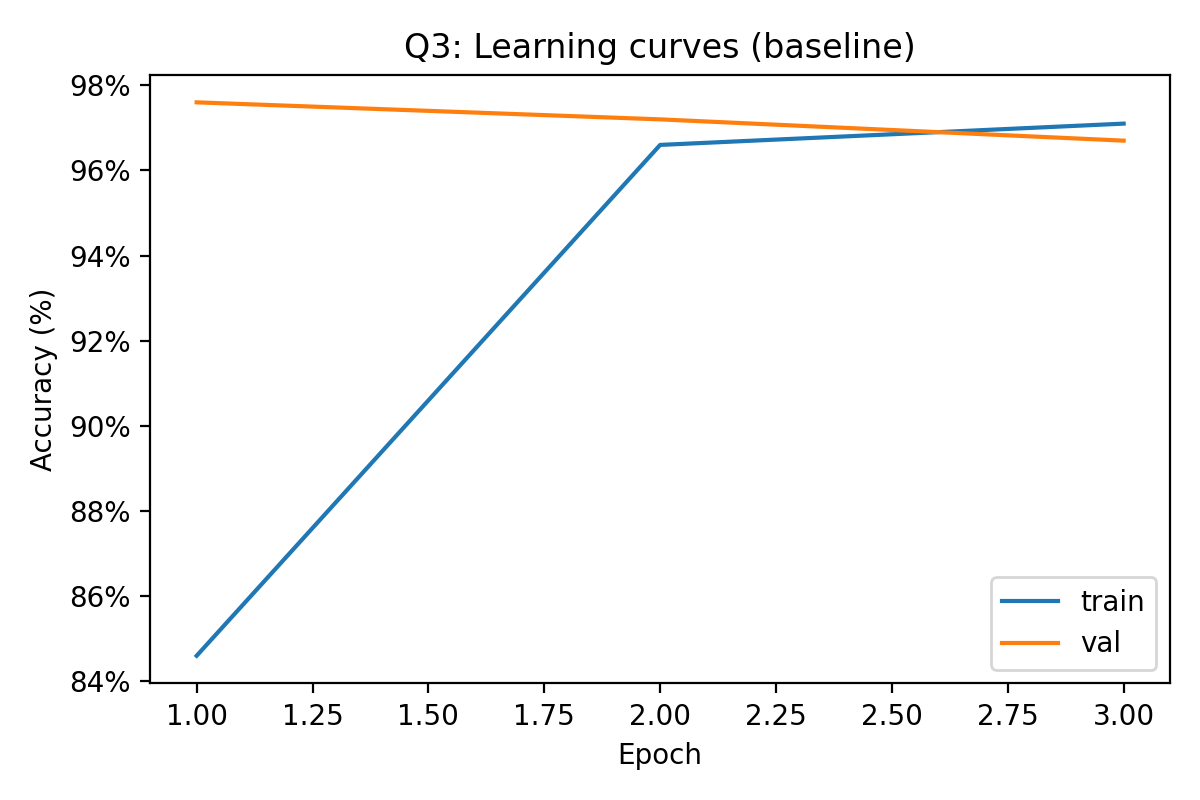 Q3: Learning curves (baseline)
98%
96%
94%
92%
90%
88%
86%
84%
Accuracy (%)
train
val
1.00 1.25 1.50 1.75 2.00 2.25 2.50 2.75 3.00
Epoch